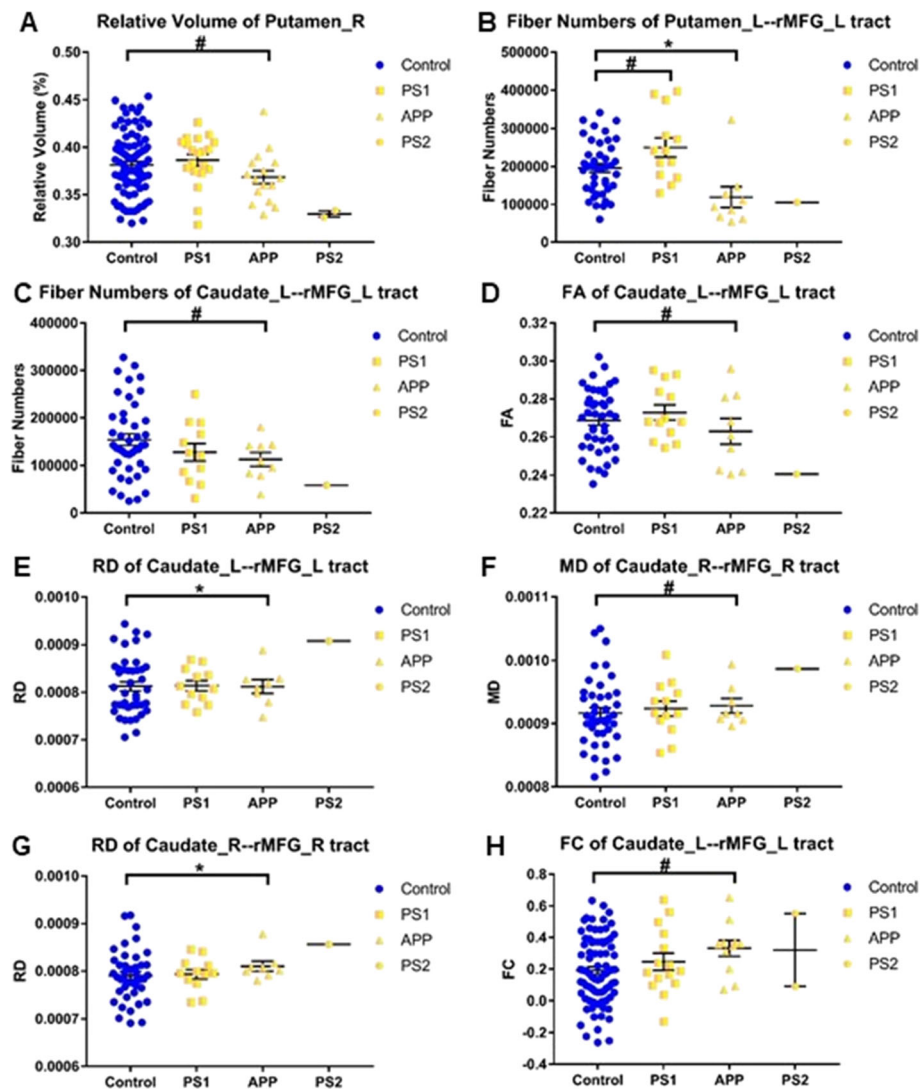 A Relative Volume of Putamen_R
#
Relative Volume (%)
0.50
0.45
0.40
0.35
0.30
Control PS1 APP PS2
Control
PS1
APP
PS2
B Fiber Numbers of Putamen_L--rMFG_L tract
*
#
Fiber Numbers
500000
400000
300000
200000
100000
0
Control PS1 APP PS2
Control
PS1
APP
PS2
C Fiber Numbers of Caudate_L--rMFG_L tract
#
Fiber Numbers
400000
300000
200000
100000
0
Control PS1 APP PS2
Control
PS1
APP
PS2
D FA of Caudate_L--rMFG_L tract
#
FA
0.32
0.30
0.28
0.26
0.24
0.22
Control PS1 APP PS2
Control
PS1
APP
PS2
E RD of Caudate_L--rMFG_L tract
*
RD
0.0010
0.0009
0.0008
0.0007
0.0006
Control PS1 APP PS2
Control
PS1
APP
PS2
F MD of Caudate_R--rMFG_R tract
#
MD
0.0011
0.0010
0.0009
0.0008
Control PS1 APP PS2
Control
PS1
APP
PS2
G RD of Caudate_R--rMFG_R tract
*
RD
0.0010
0.0009
0.0008
0.0007
0.0006
Control PS1 APP PS2
Control
PS1
APP
PS2
H FC of Caudate_L--rMFG_L tract
#
FC
0.8
0.6
0.4
0.2
0.0
-0.2
-0.4
Control PS1 APP PS2
Control
PS1
APP
PS2